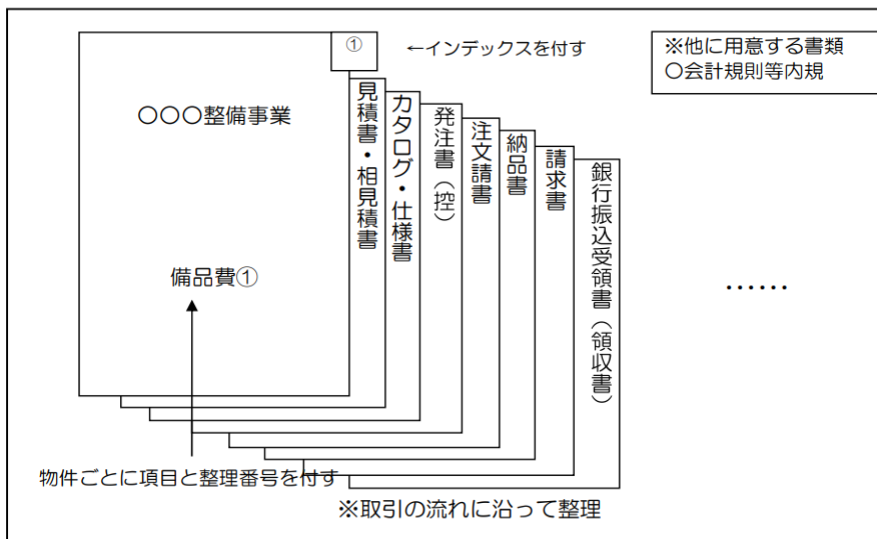 ①
←インデックスを付す
※他に用意する書類
〇会計規則等内規
〇〇〇整備事業
備品費①
見積書・相見積書
カタログ・仕様書
発注書（控）
注文請書
納品書
請求書
銀行振込受領書（領収書）
……
物件ごとに項目と整理番号を付す
※取引の流れに沿って整理